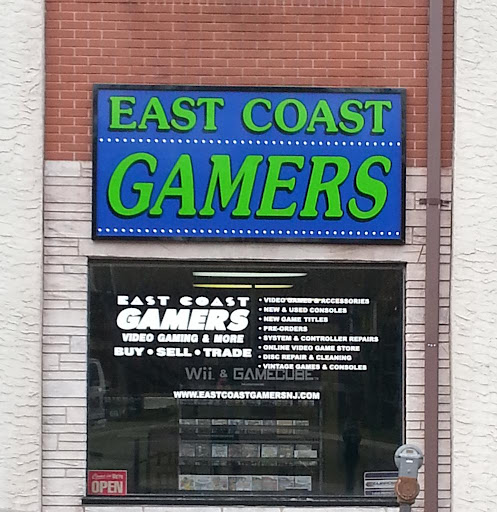 EAST COAST
GAMERS
EAST COAST
GAMERS
VIDEO GAMING & MORE
BUY • SELL • TRADE
• VIDEO GAMES & ACCESSORIES
• NEW & USED CONSOLES
• NEW GAME TITLES
• PRE-ORDERS
• SYSTEM & CONTROLLER REPAIRS
• ONLINE VIDEO GAME STORE
• DISC REPAIR & CLEANING
• VINTAGE GAMES & CONSOLES
Wii & GAMECUBE
WWW.EASTCOASTGAMERSNJ.COM
OPEN